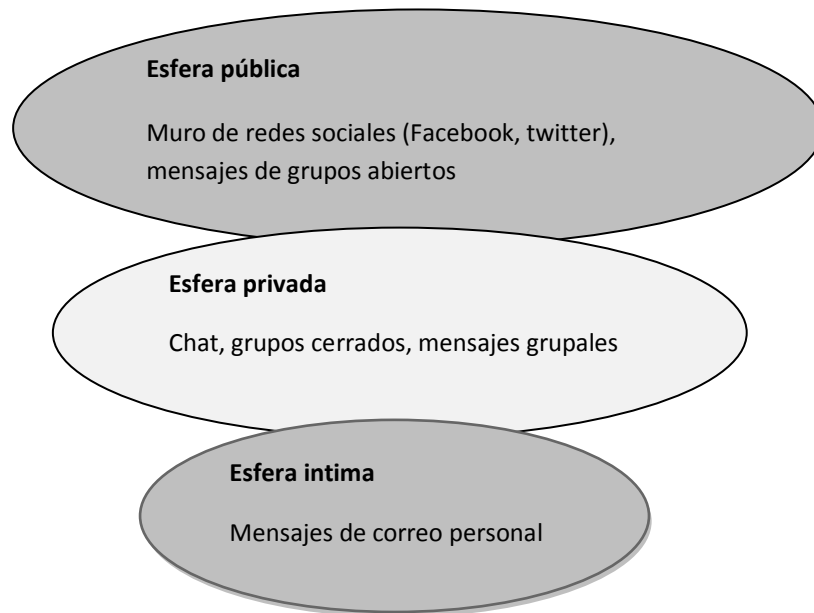 Esfera pública
Muro de redes sociales (Facebook, twitter),
mensajes de grupos abiertos
Esfera privada
Chat, grupos cerrados, mensajes grupales
Esfera intima
Mensajes de correo personal